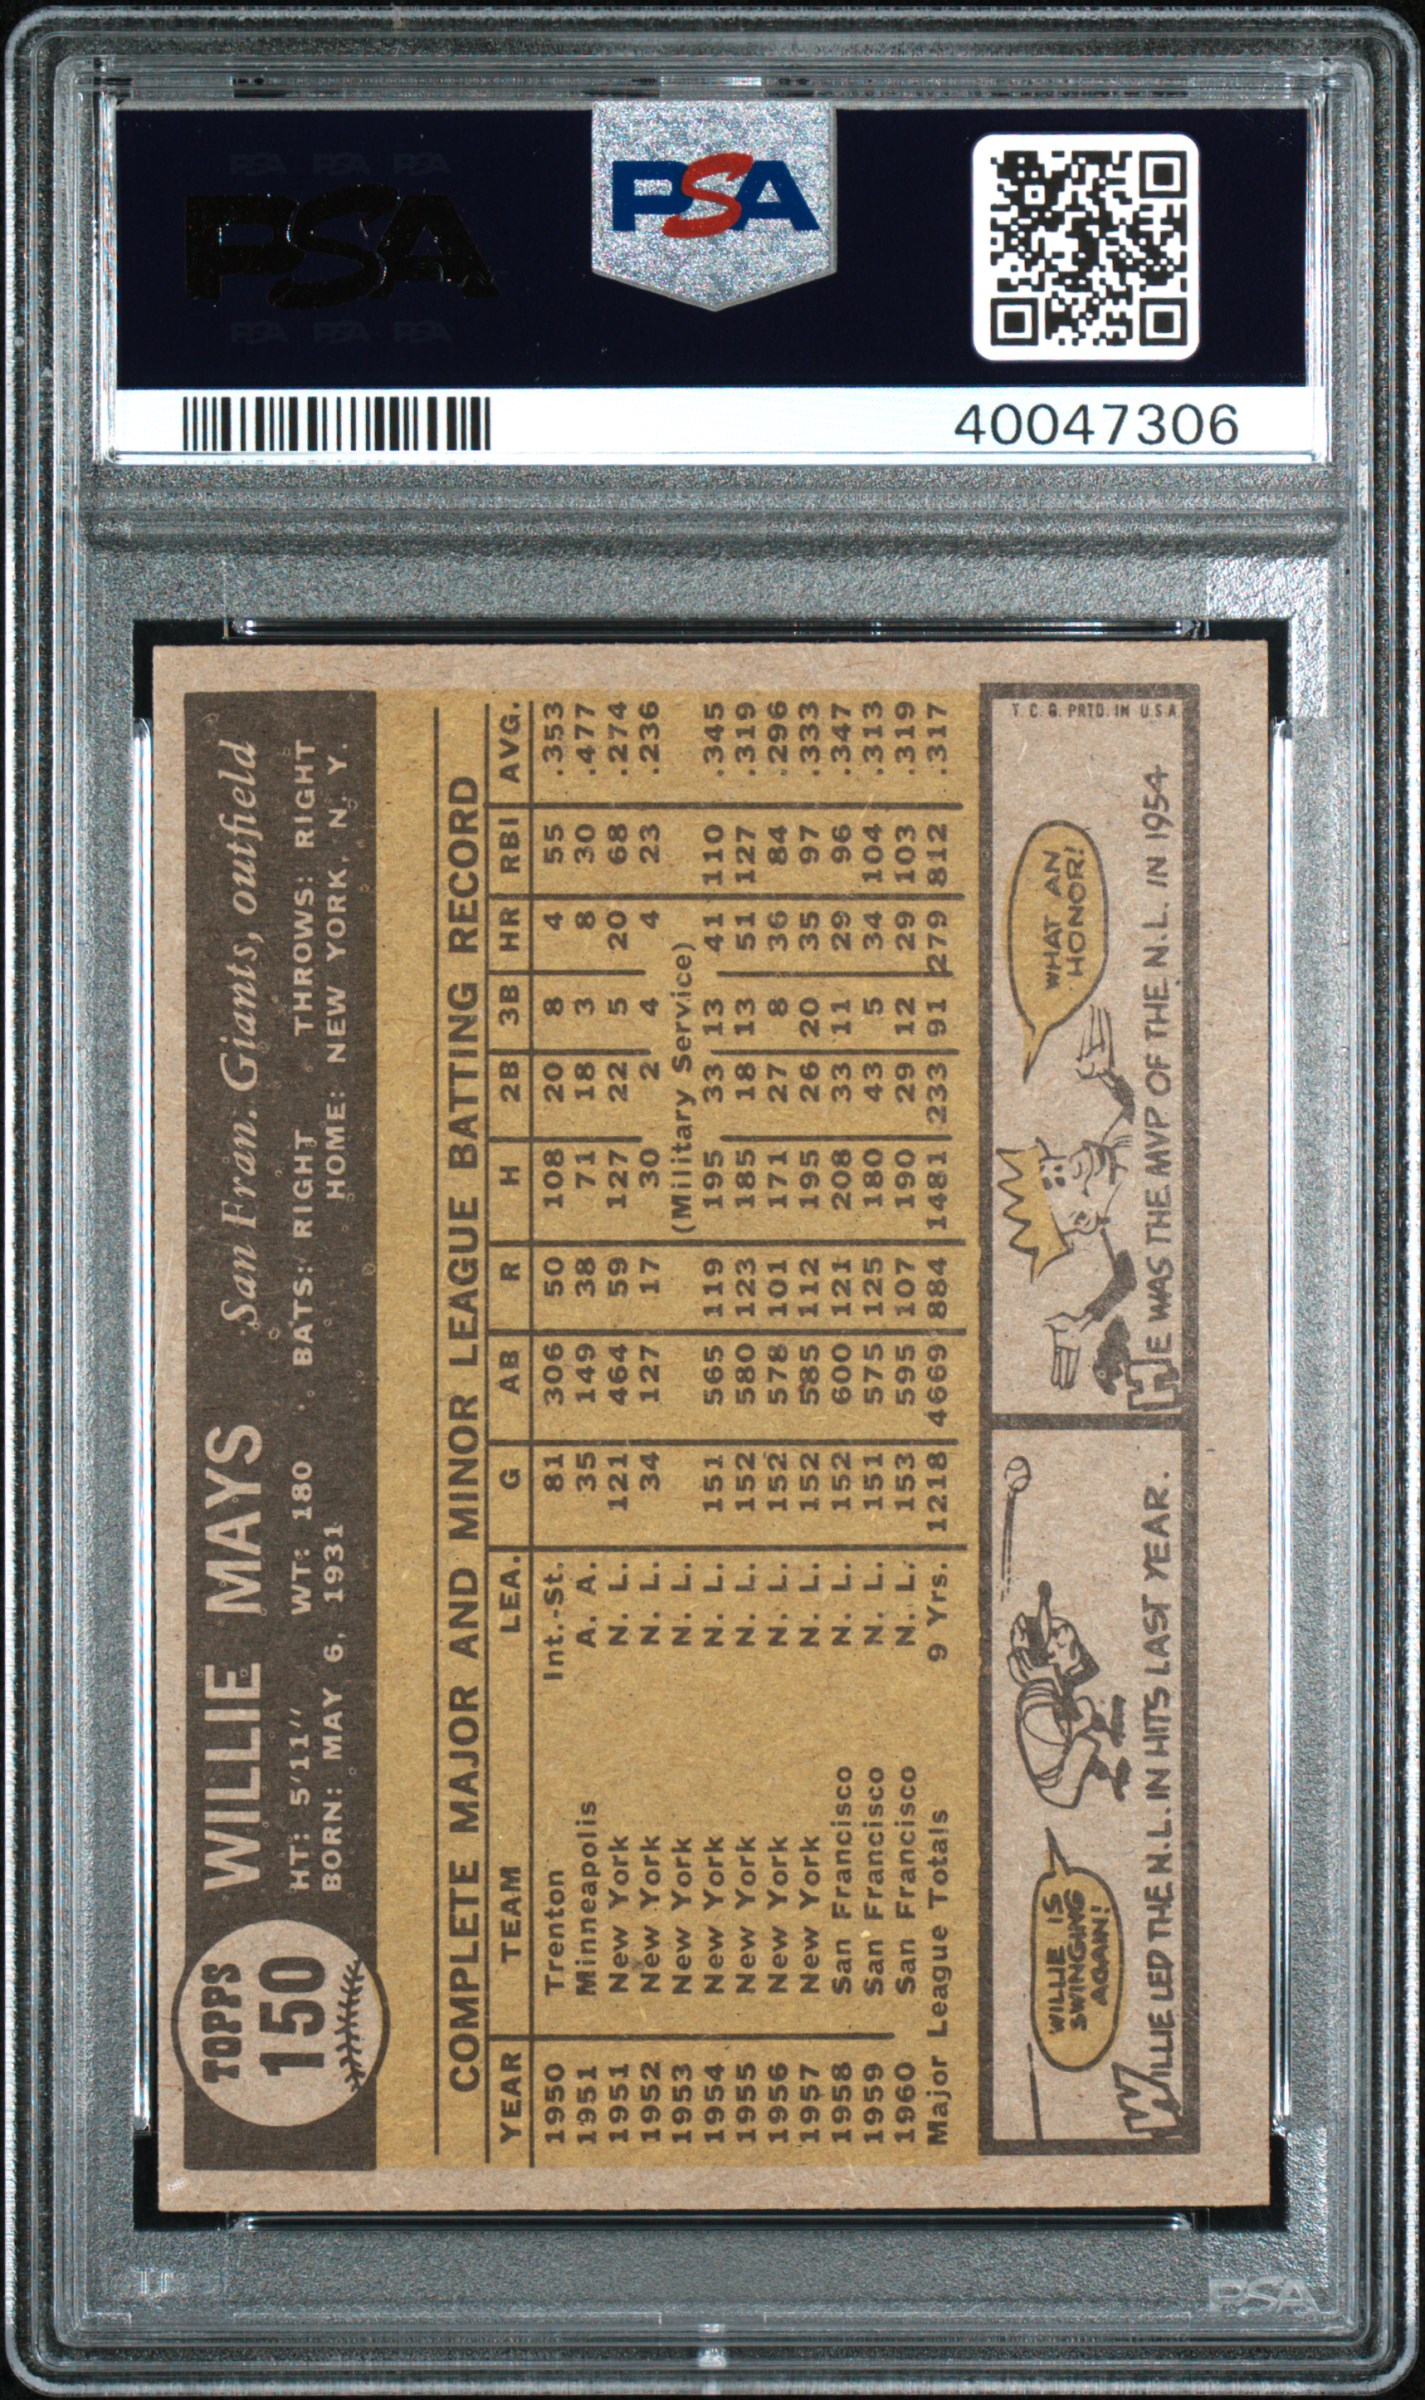 PSA PSA PSA
PSA
PSA PSA PSA
PSA
40047306
TOPPS
150
WILLIE MAYS San Fran. Giants, outfield
HT: 5'11" WT: 180 BATS: RIGHT THROWS: RIGHT
BORN: MAY 6, 1931 HOME: NEW YORK, N. Y.
COMPLETE MAJOR AND MINOR LEAGUE BATTING RECORD
YEAR TEAM LEA. G AB R H 2B 3B HR RBI AVG.
1950 Trenton Int.-St. 81 306 50 108 20 8 4 55 .353
1951 Minneapolis A. A. 35 149 38 71 18 3 8 30 .477
1951 New York N. L. 121 464 59 127 22 5 20 68 .274
1952 New York N. L. 34 127 17 30 2 4 4 23 .236
1953 New York N. L. (Military Service)
1954 New York N. L. 151 565 119 195 33 13 41 110 .345
1955 New York N. L. 152 580 123 185 18 13 51 127 .319
1956 New York N. L. 152 578 101 171 27 8 36 84 .296
1957 New York N. L. 152 585 112 195 26 20 35 97 .333
1958 San Francisco N. L. 152 600 121 208 33 11 29 96 .347
1959 San Francisco N. L. 151 575 125 180 43 5 34 104 .313
1960 San Francisco N. L. 153 595 107 190 29 12 29 103 .319
Major League Totals 9 Yrs. 1218 4669 884 1481 233 91 279 812 .317
WILLIE IS
SWINGING
AGAIN!
WILLIE LED THE N.L. IN HITS LAST YEAR.
WHAT AN
HONOR!
HE WAS THE MVP OF THE N.L. IN 1954
T. C. G. PRTD. IN U.S.A.
PSA